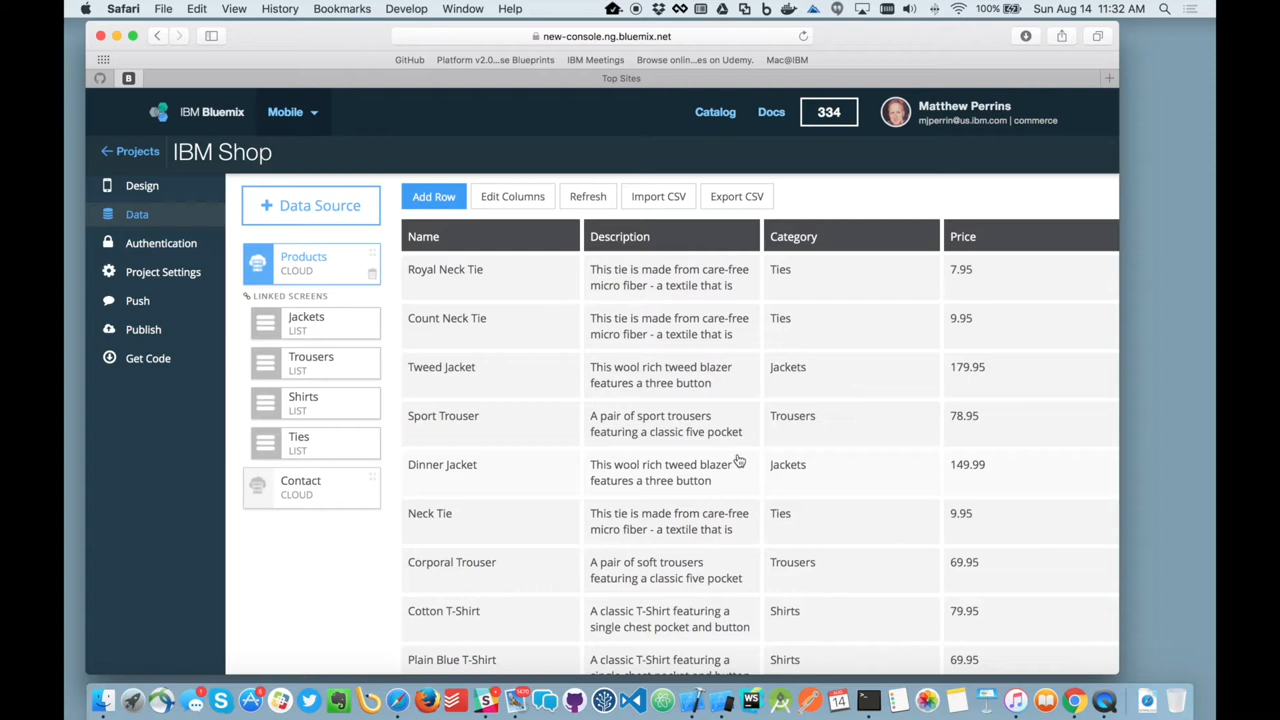 Safari File Edit View History Bookmarks Develop Window Help 100% Sun Aug 14 11:32 AM
new-console.ng.bluemix.net
GitHub Platform v2.0...se Blueprints IBM Meetings Browse onlin...es on Udemy. Mac@IBM
B Top Sites
IBM Bluemix Mobile Catalog Docs 334 Matthew Perrins
mjperrin@us.ibm.com | commerce
← Projects IBM Shop
Design
Data
Authentication
Project Settings
Push
Publish
Get Code
+ Data Source
Products
CLOUD
LINKED SCREENS
Jackets
LIST
Trousers
LIST
Shirts
LIST
Ties
LIST
Contact
CLOUD
Add Row Edit Columns Refresh Import CSV Export CSV
Name Description Category Price
Royal Neck Tie This tie is made from care-free Ties 7.95
micro fiber - a textile that is
Count Neck Tie This tie is made from care-free Ties 9.95
micro fiber - a textile that is
Tweed Jacket This wool rich tweed blazer Jackets 179.95
features a three button
Sport Trouser A pair of sport trousers Trousers 78.95
featuring a classic five pocket
Dinner Jacket This wool rich tweed blazer Jackets 149.99
features a three button
Neck Tie This tie is made from care-free Ties 9.95
micro fiber - a textile that is
Corporal Trouser A pair of soft trousers Trousers 69.95
featuring a classic five pocket
Cotton T-Shirt A classic T-Shirt featuring a Shirts 79.95
single chest pocket and button
Plain Blue T-Shirt A classic T-Shirt featuring a Shirts 69.95